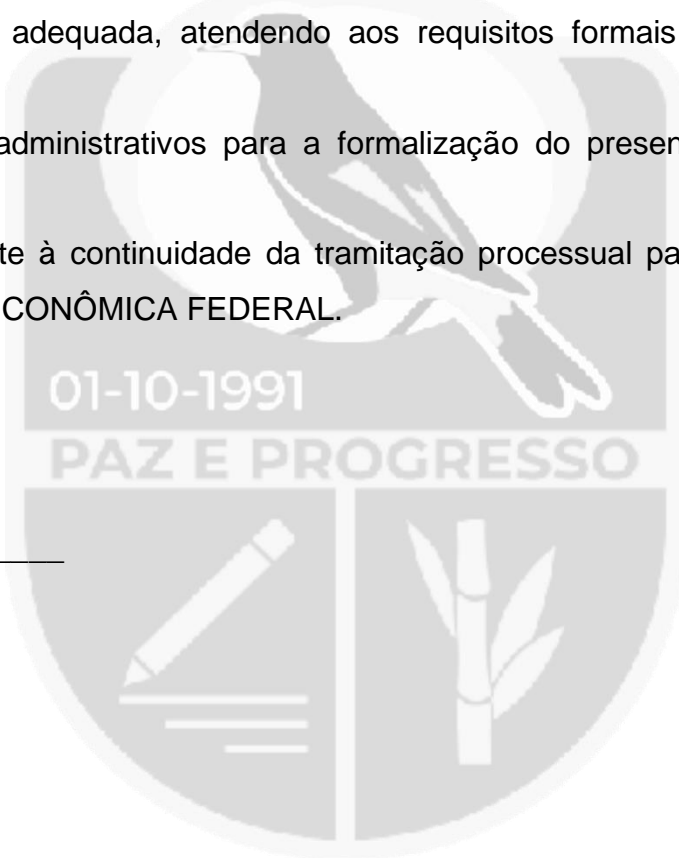 adequada, atendendo aos requisitos formais
administrativos para a formalização do presen
te à continuidade da tramitação processual pa
CONÔMICA FEDERAL.
01-10-1991
PAZ E PROGRESSO